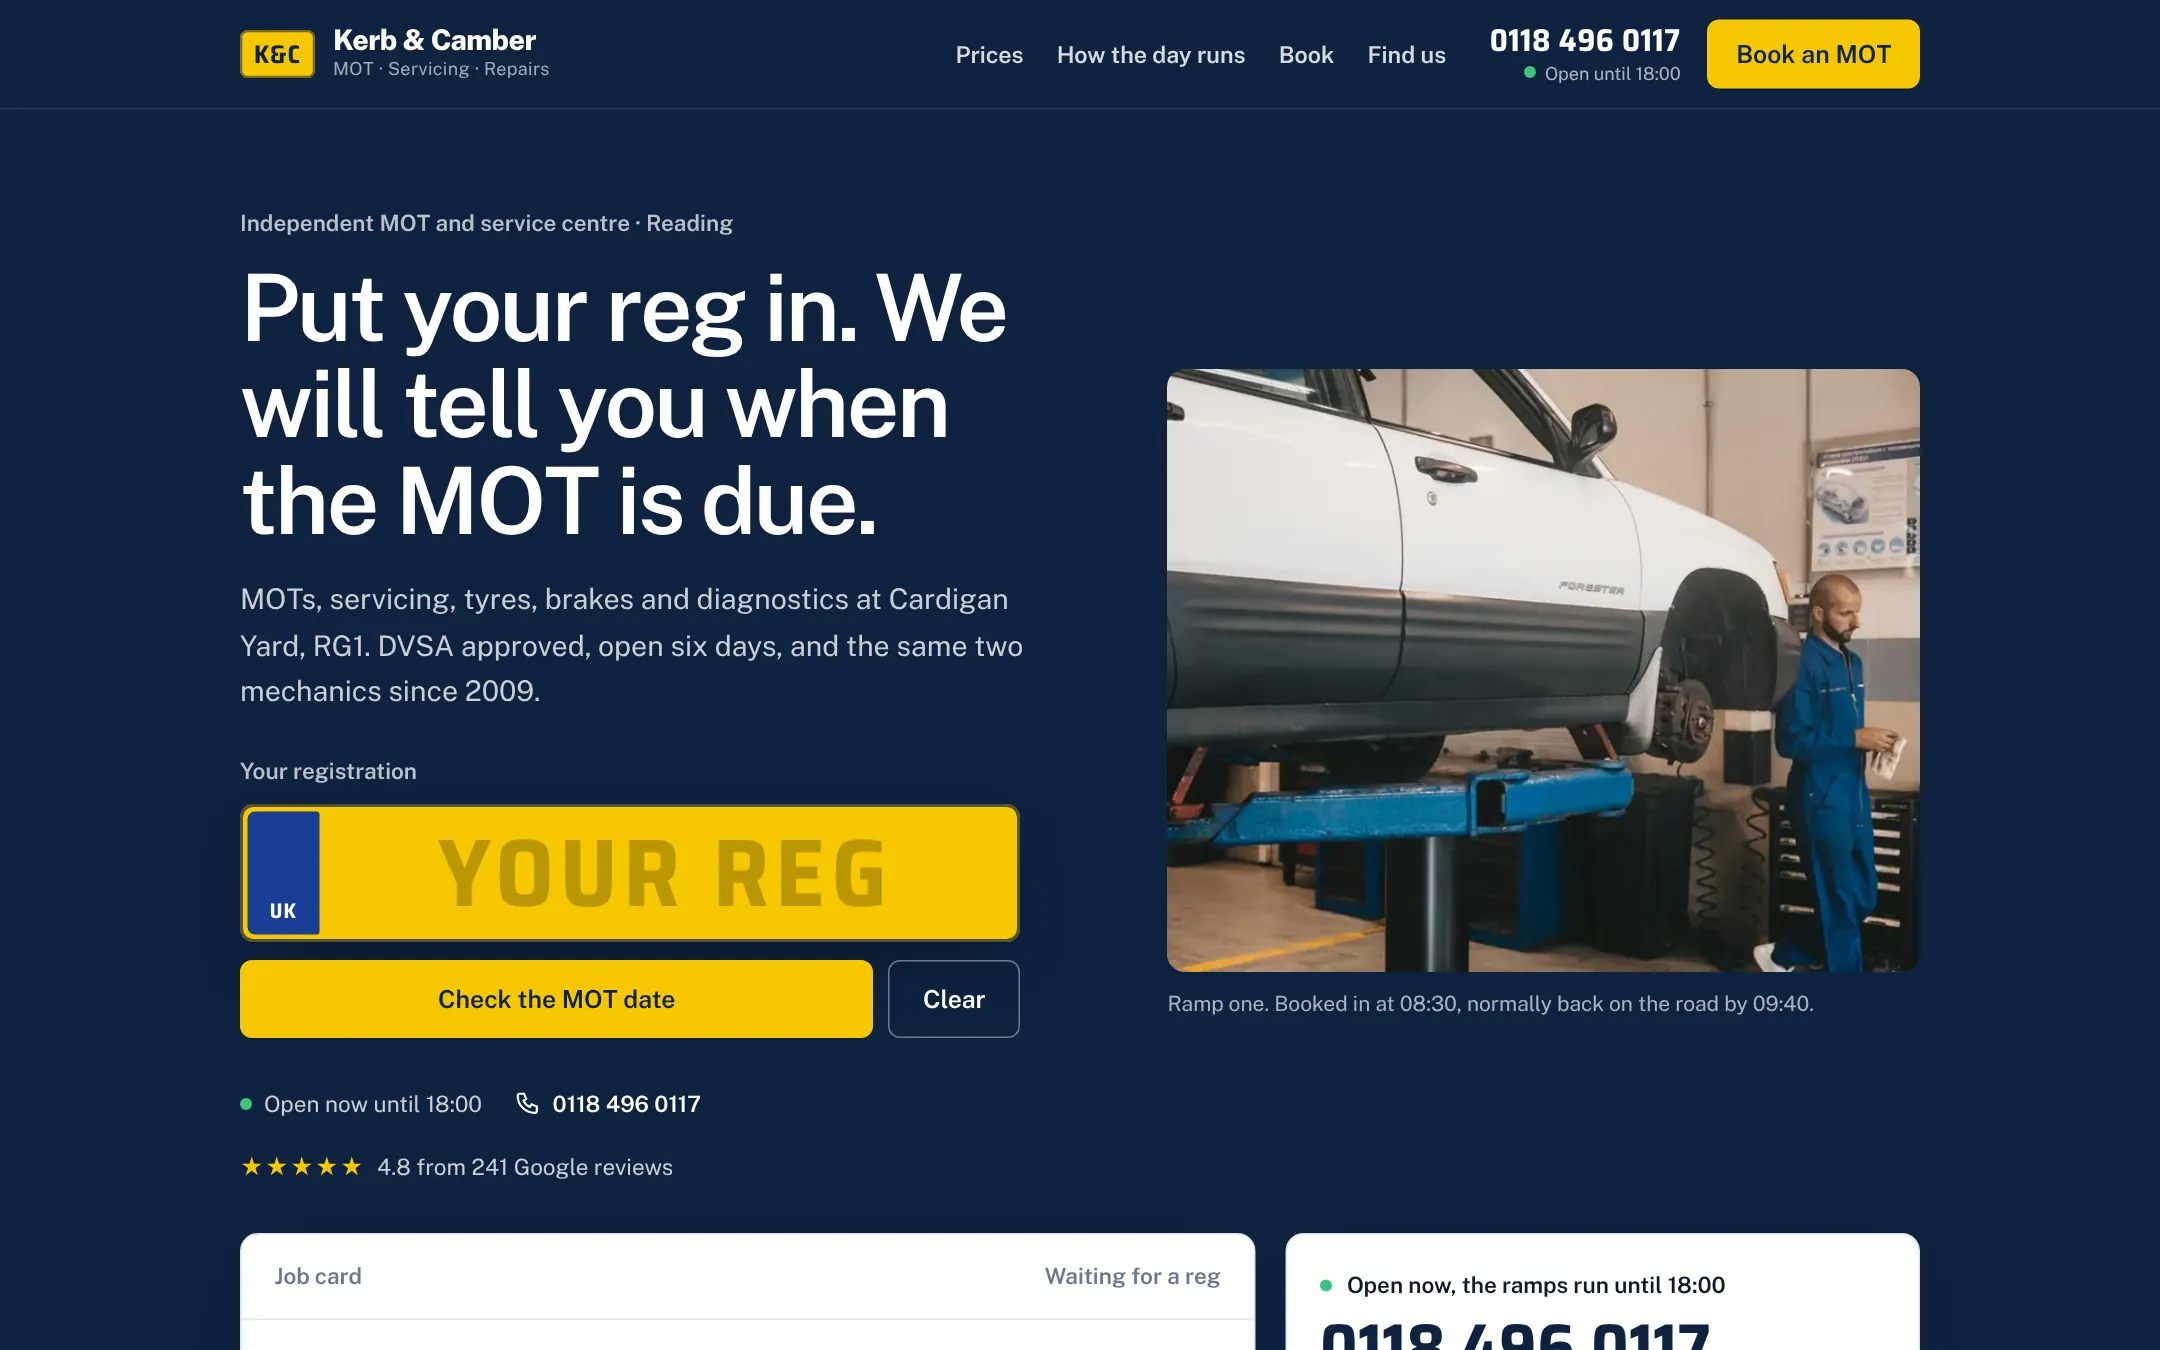 K&C
Kerb & Camber
MOT · Servicing · Repairs
Prices
How the day runs
Book
Find us
0118 496 0117
Open until 18:00
Book an MOT
Independent MOT and service centre · Reading
Put your reg in. We
will tell you when
the MOT is due.
MOTs, servicing, tyres, brakes and diagnostics at Cardigan
Yard, RG1. DVSA approved, open six days, and the same two
mechanics since 2009.
Your registration
UK
YOUR REG
Check the MOT date
Clear
FORESTER
Ramp one. Booked in at 08:30, normally back on the road by 09:40.
Open now until 18:00
0118 496 0117
★★★★★ 4.8 from 241 Google reviews
Job card
Waiting for a reg
Open now, the ramps run until 18:00
0118 496 0117